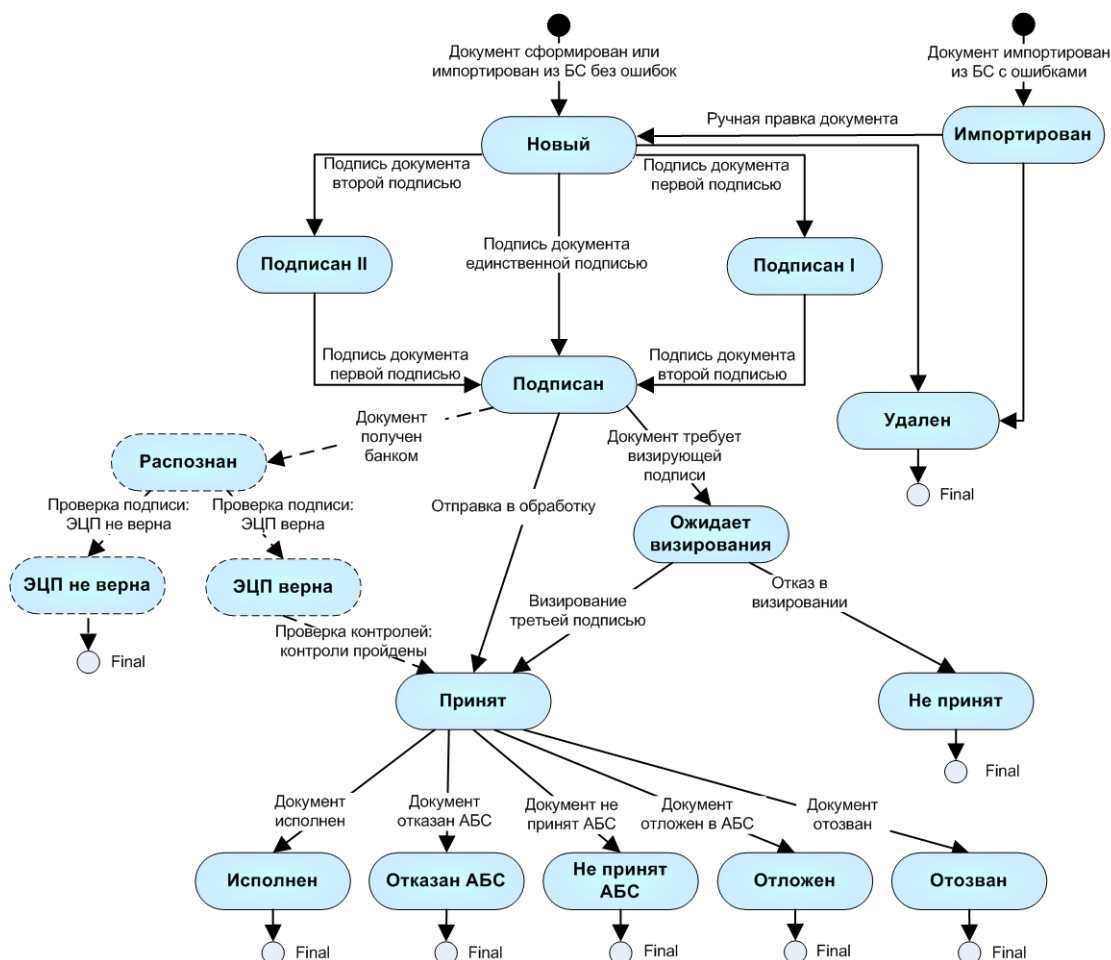 Документ сформирован или
импортирован из БС без ошибок
Документ импортирован
из БС с ошибками
Ручная правка документа
Новый
Импортирован
Подпись документа
второй подписью
Подпись документа
первой подписью
Подпись документа
единственной подписью
Подписан II
Подписан I
Подпись документа
первой подписью
Подпись документа
второй подписью
Подписан
Удален
Final
Документ
получен
банком
Документ требует
визирующей
подписи
Распознан
Проверка подписи:
ЭЦП не верна
Проверка подписи:
ЭЦП верна
Отправка в обработку
Ожидает
визирования
ЭЦП не верна
ЭЦП верна
Визирование
третьей подписью
Отказ в
визировании
Проверка контролей:
контроли пройдены
Final
Принят
Не принят
Final
Документ
исполнен
Документ
отказан АБС
Документ не
принят АБС
Документ
отложен в АБС
Документ
отозван
Исполнен
Отказан АБС
Не принят
АБС
Отложен
Отозван
Final
Final
Final
Final
Final